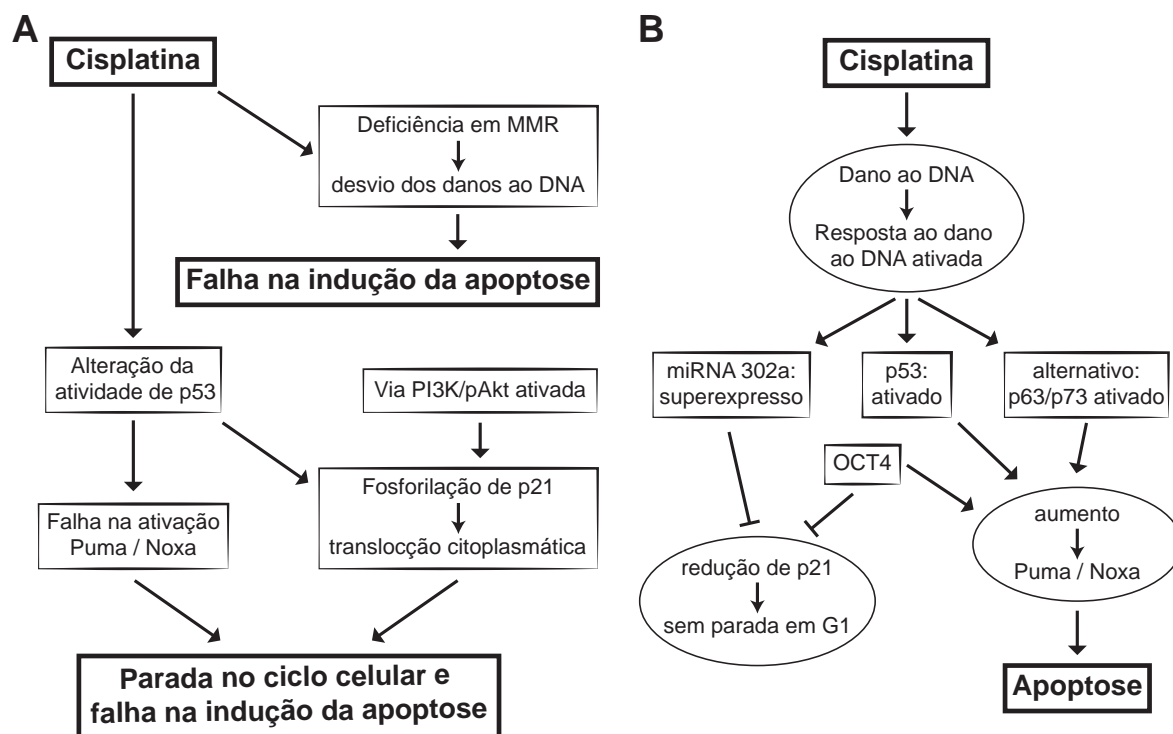 A
Cisplatina
Deficiência em MMR
desvio dos danos ao DNA
Falha na indução da apoptose
Alteração da
atividade de p53
Via PI3K/pAkt ativada
Fosforilação de p21
translocção citoplasmática
Falha na ativação
Puma / Noxa
Parada no ciclo celular e
falha na indução da apoptose
B
Cisplatina
Dano ao DNA
Resposta ao dano
ao DNA ativada
miRNA 302a:
superexpresso
p53:
ativado
alternativo:
p63/p73 ativado
OCT4
redução de p21
sem parada em G1
aumento
Puma / Noxa
Apoptose